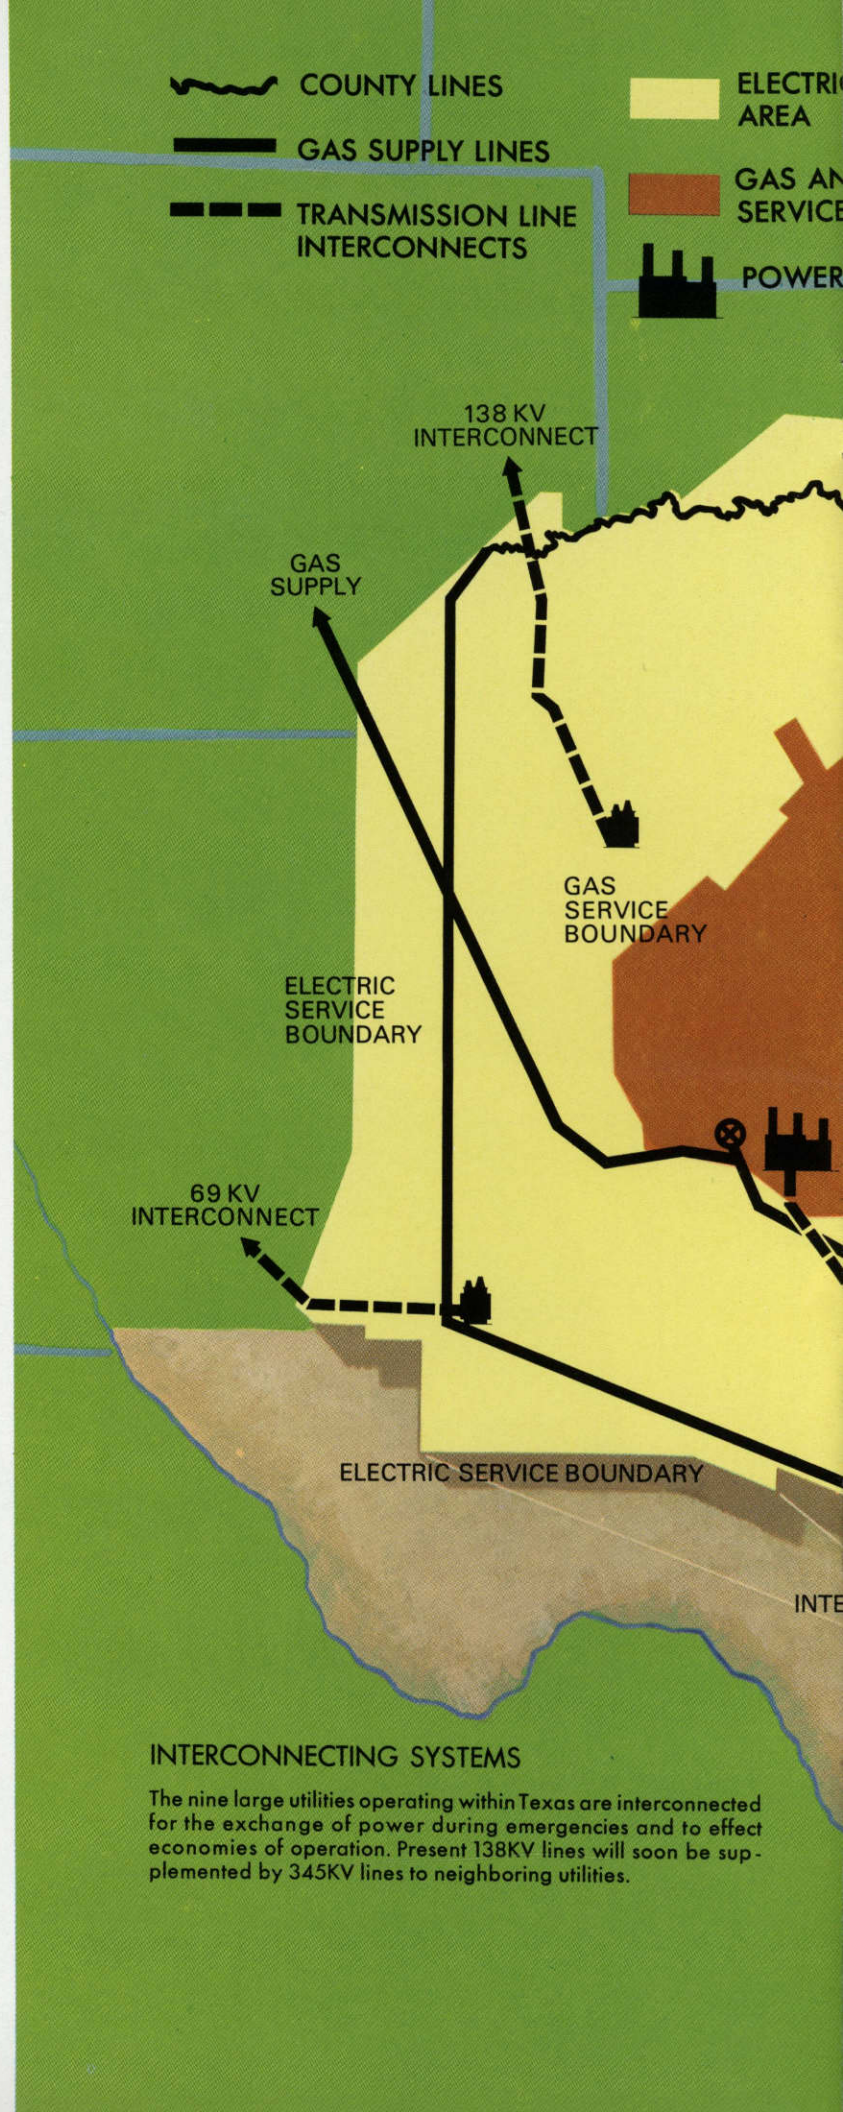 COUNTY LINES
GAS SUPPLY LINES
TRANSMISSION LINE
INTERCONNECTS
AREA
GAS
SERVICE
POWER
138 KV
INTERCONNECT
GAS
SUPPLY
GAS
SERVICE
BOUNDARY
ELECTRIC
SERVICE
BOUNDARY
69 KV
INTERCONNECT
ELECTRIC SERVICE BOUNDARY
INTERCONNECTING SYSTEMS
The nine large utilities operating within Texas are interconnected
for the exchange of power during emergencies and to effect
economies of operation. Present 138KV lines will soon be sup-
plemented by 345KV lines to neighboring utilities.